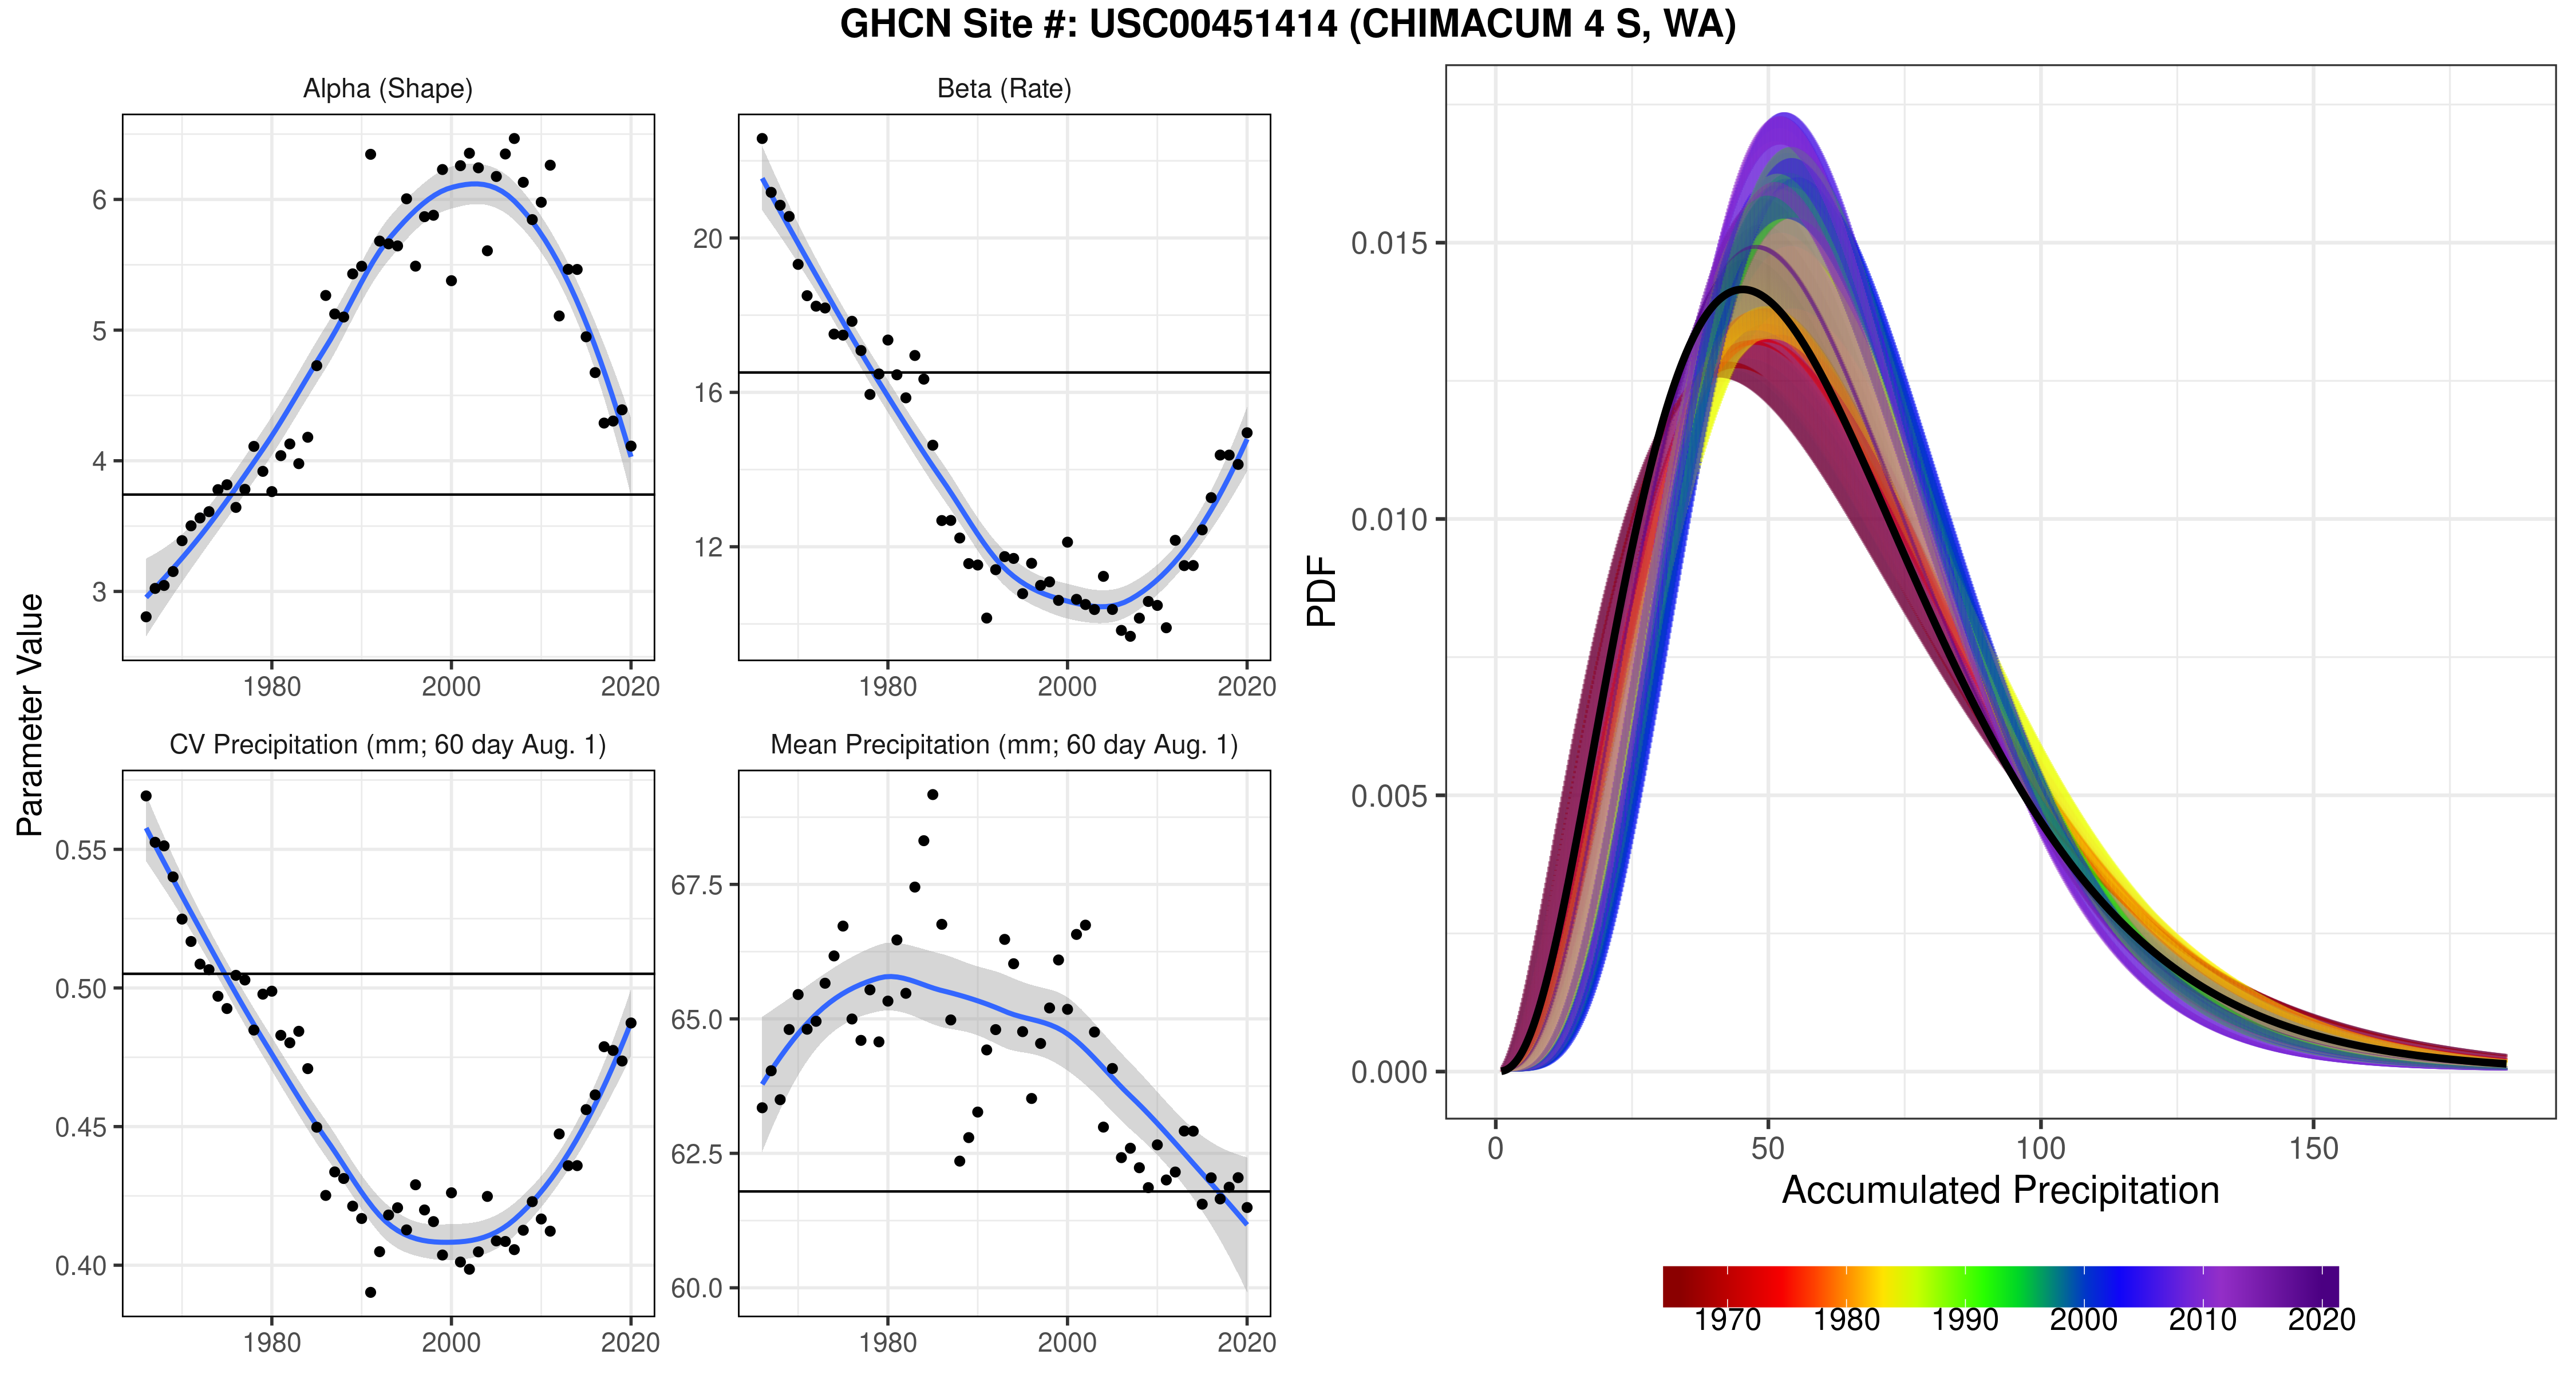 GHCN Site #: USC00451414 (CHIMACUM 4 S, WA)
Alpha (Shape)
Beta (Rate)
6
5
4
3
1980 2000 2020
20
16
12
1980 2000 2020
Parameter Value
CV Precipitation (mm; 60 day Aug. 1)
Mean Precipitation (mm; 60 day Aug. 1)
0.55
0.50
0.45
0.40
1980 2000 2020
67.5
65.0
62.5
60.0
1980 2000 2020
PDF
0.015
0.010
0.005
0.000
0 50 100 150
Accumulated Precipitation
1970 1980 1990 2000 2010 2020